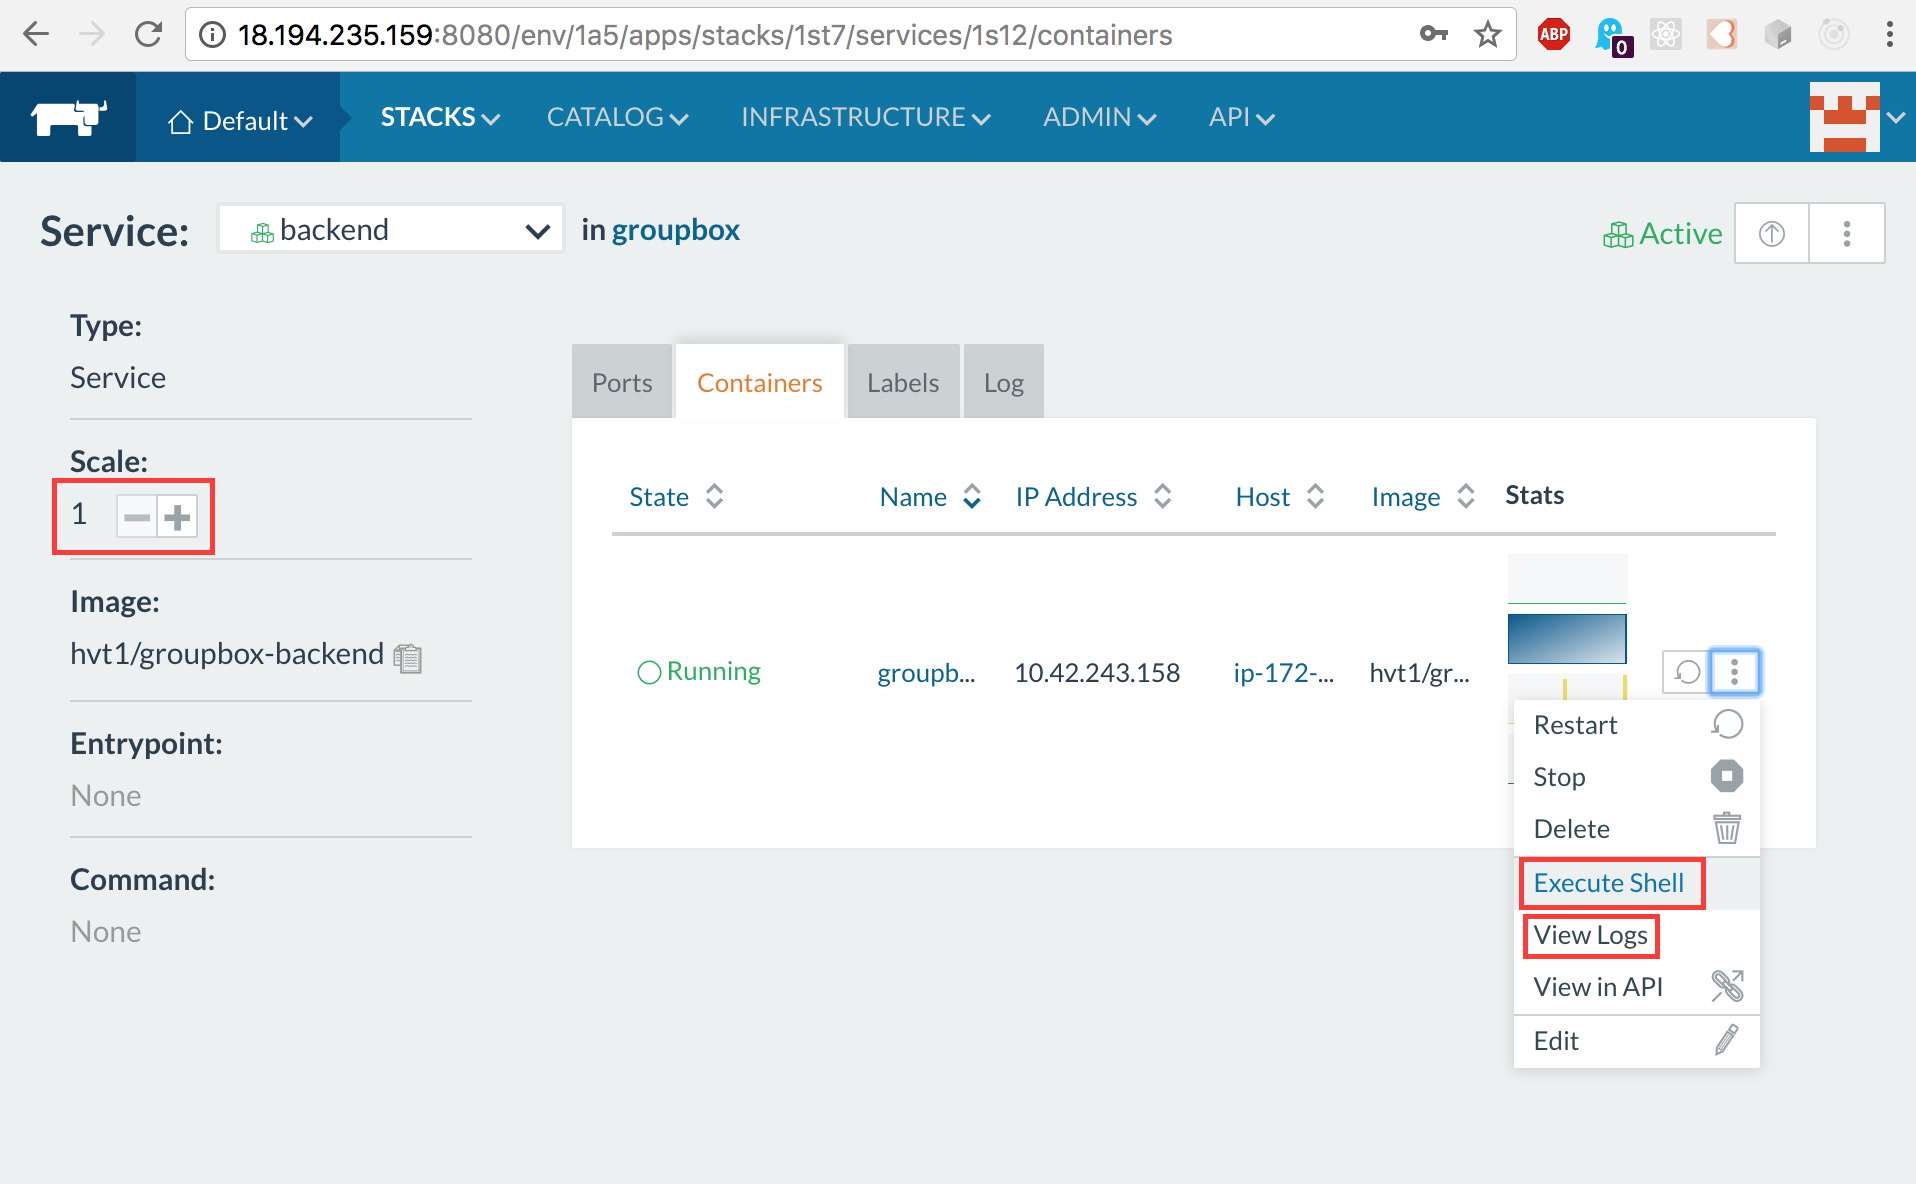 18.194.235.159:8080/env/1a5/apps/stacks/1st7/services/1s12/containers
ABP
0
Default
STACKS
CATALOG
INFRASTRUCTURE
ADMIN
API
Service:
backend
in groupbox
Active
Type:
Service
Scale:
1
Image:
hvt1/groupbox-backend
Entrypoint:
None
Command:
None
Ports
Containers
Labels
Log
State
Name
IP Address
Host
Image
Stats
Running
groupb...
10.42.243.158
ip-172-...
hvt1/gr...
Restart
Stop
Delete
Execute Shell
View Logs
View in API
Edit